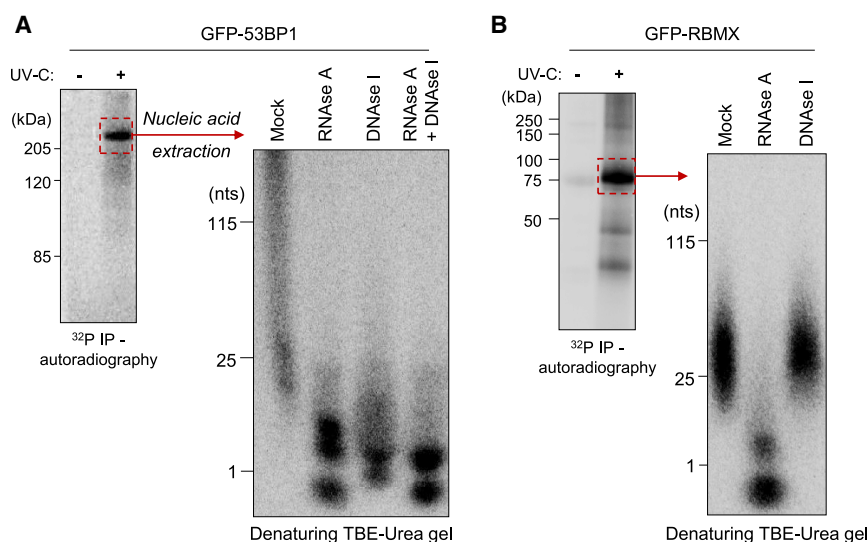 A
GFP-53BP1
UV-C: - +
(kDa)
205
120
85
Nucleic acid
extraction
32P IP -
autoradiography
Mock
RNAse A
DNAse I
RNAse A
+ DNAse I
(nts)
115
25
1
Denaturing TBE-Urea gel
B
GFP-RBMX
UV-C: - +
(kDa)
250
150
100
75
50
32P IP -
autoradiography
Mock
RNAse A
DNAse I
(nts)
115
25
1
Denaturing TBE-Urea gel